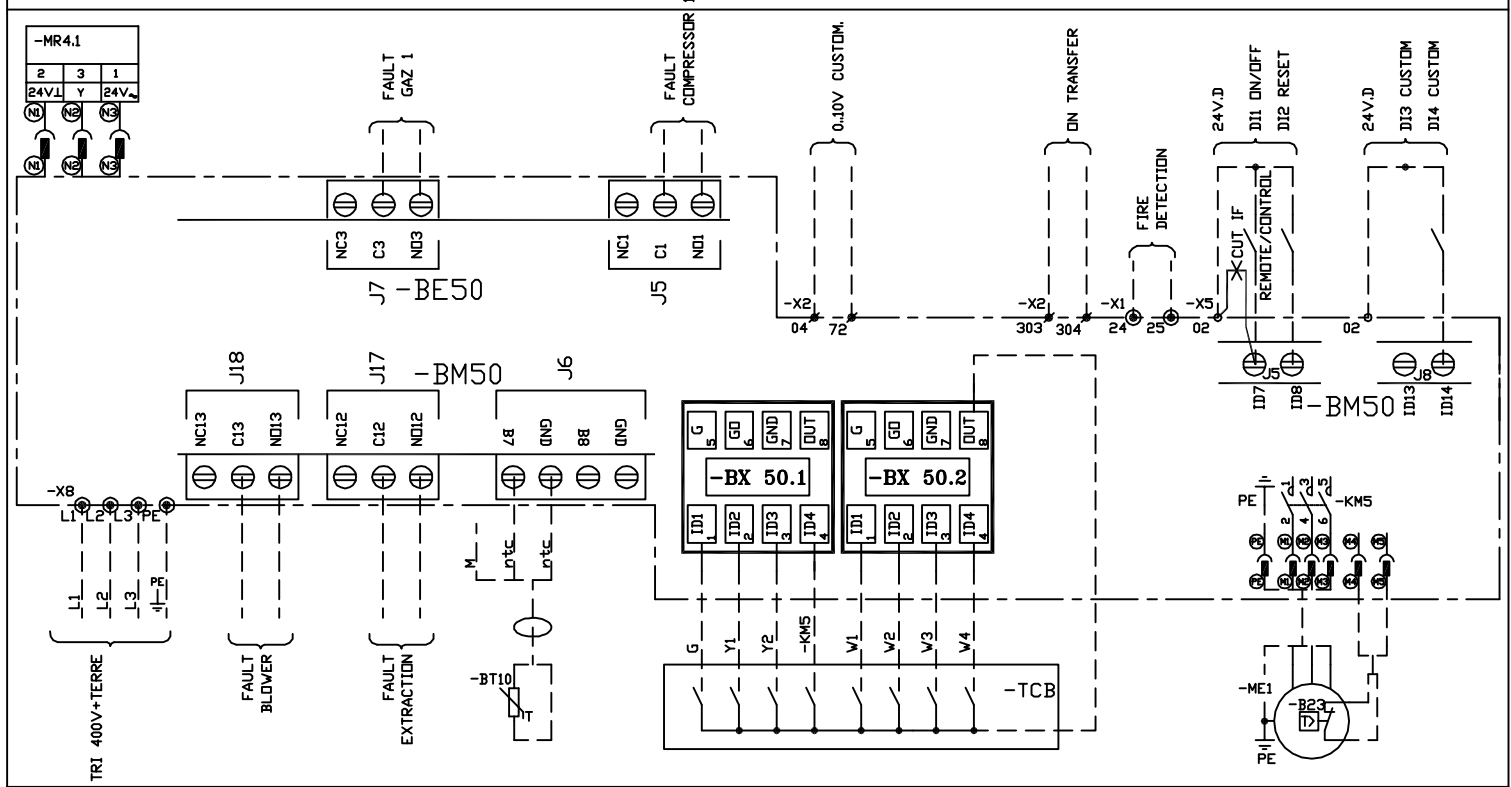 -MR4.1
2 3 1
24V⊥ Y 24V~
N1 N2 N3
N1 N2 N3
FAULT
GAZ 1
FAULT
COMPRESSOR 1
0..10V CUSTOM.
ON TRANSFER
FIRE
DETECTION
24V.D
DI1 ON/OFF
DI2 RESET
24V.D
DI3 CUSTOM
DI4 CUSTOM
CUT IF
REMOTE/CONTROL
NC3 C3 NO3
J7
-BE50
NC1 C1 NO1
J5
-X2
04 72
-X2
303 304
-X1
24 25
-X5
02
02
J5
ID7 ID8
-BM50
J8
ID13 ID14
J18
J17
-BM50
J6
NC13 C13 NO13
NC12 C12 NO12
B7 GND B8 GND
G 5 GO 6 GND 7 OUT 8
-BX 50.1
ID1 1 ID2 2 ID3 3 ID4 4
G 5 GO 6 GND 7 OUT 8
-BX 50.2
ID1 1 ID2 2 ID3 3 ID4 4
-X8
L1 L2 L3 PE
L1 L2 L3 PE
TRI 400V+TERRE
FAULT
BLOWER
FAULT
EXTRACTION
M ntc ntc
-BT10
T
G Y1 Y2 -KM5 W1 W2 W3 W4
-TCB
PE
1 3 5
2 4 6
-KM5
PE M1 M2 M3 M4 M5
PE M1 M2 M3 M4 M5
-ME1
-B23
T>
PE